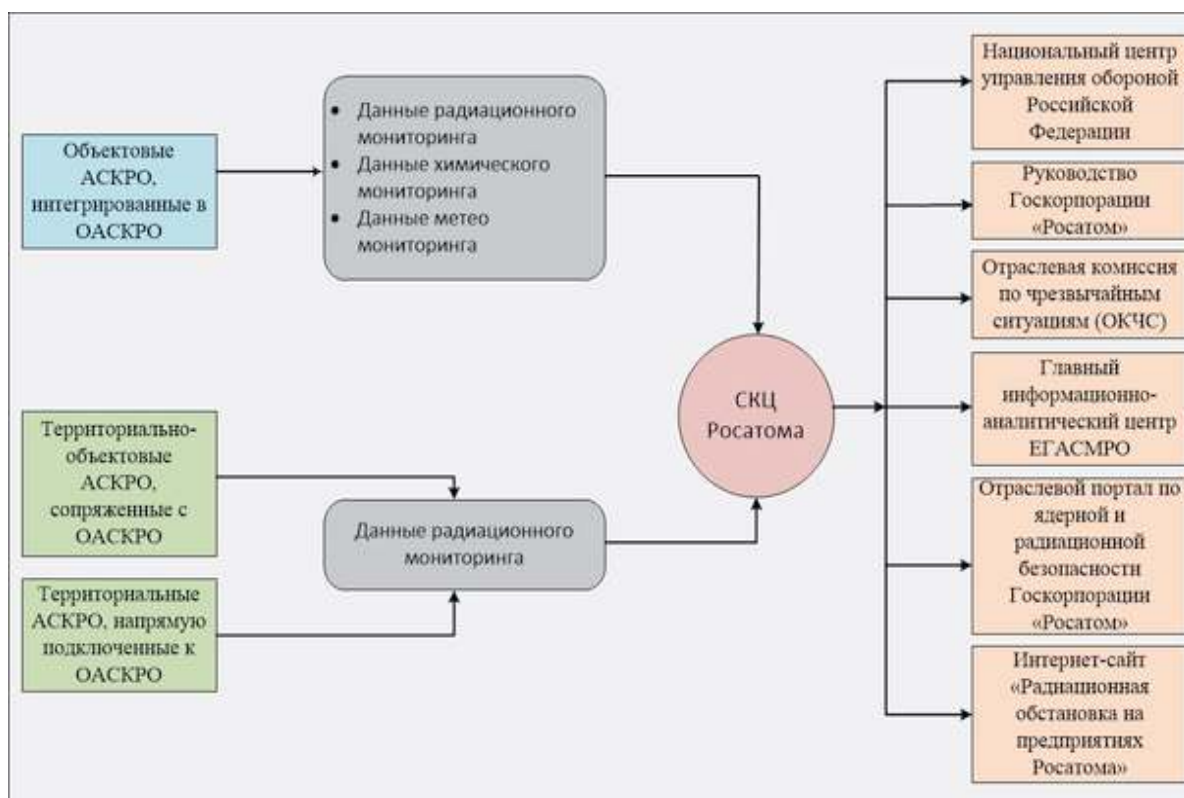 Объектовые
АСКРО,
интегрированные в
ОАСКРО
• Данные радиационного
мониторинга
• Данные химического
мониторинга
• Данные метео
мониторинга
Территориально-
объектовые
АСКРО,
сопряженные с
ОАСКРО
Территориальные
АСКРО, напрямую
подключенные к
ОАСКРО
Данные радиационного
мониторинга
СКЦ
Росатома
Национальный центр
управления обороной
Российской
Федерации
Руководство
Госкорпорации
«Росатом»
Отраслевая комиссия
по чрезвычайным
ситуациям (ОКЧС)
Главный
информационно-
аналитический центр
ЕГАСМРО
Отраслевой портал по
ядерной и
радиационной
безопасности
Госкорпорации
«Росатом»
Интернет-сайт
«Радиационная
обстановка на
предприятиях
Росатома»